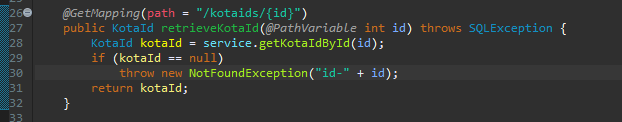 26 @GetMapping(path = "/kotaids/{id}")
27 public KotaId retrieveKotaId(@PathVariable int id) throws SQLException {
28 KotaId kotaId = service.getKotaIdById(id);
29 if (kotaId == null)
30 throw new NotFoundException("id-" + id);
31 return kotaId;
32 }